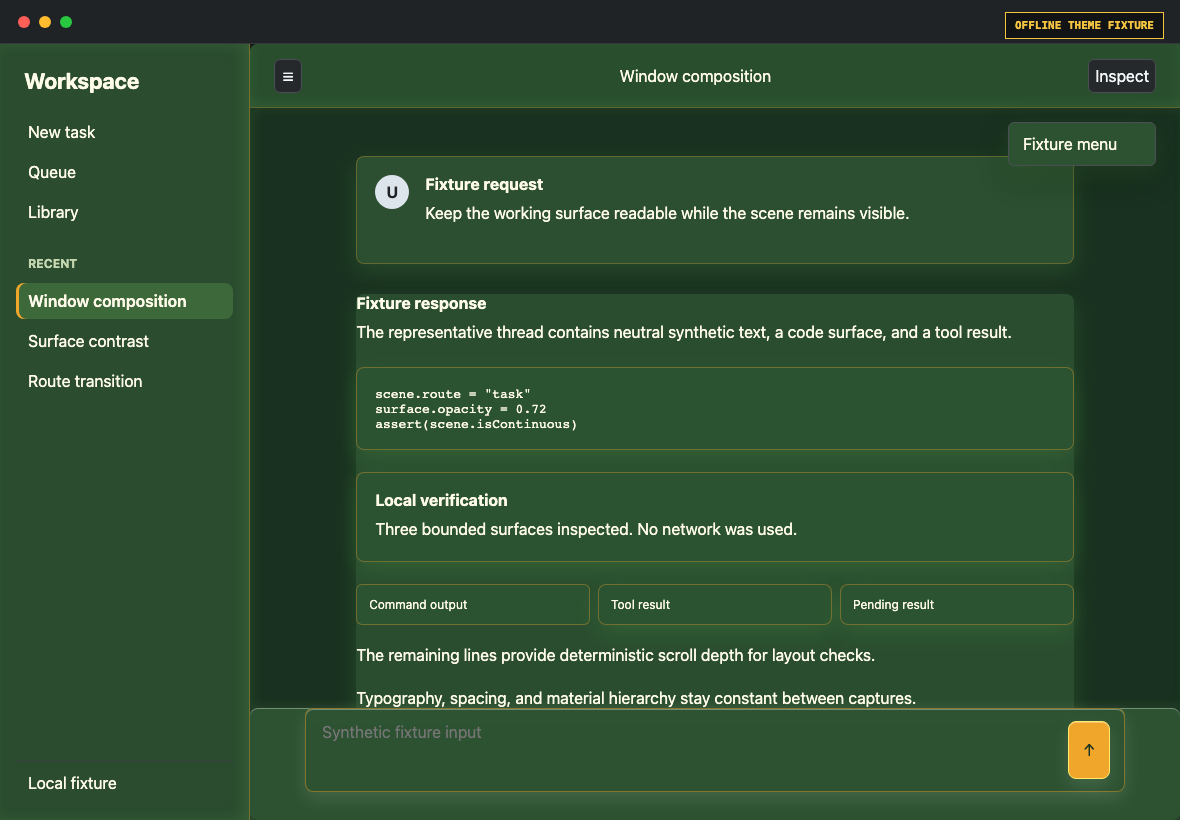 OFFLINE THEME FIXTURE
Workspace
New task
Queue
Library
RECENT
Window composition
Surface contrast
Route transition
Local fixture
Window composition
Inspect
Fixture menu
U
Fixture request
Keep the working surface readable while the scene remains visible.
Fixture response
The representative thread contains neutral synthetic text, a code surface, and a tool result.
scene.route = "task"
surface.opacity = 0.72
assert(scene.isContinuous)
Local verification
Three bounded surfaces inspected. No network was used.
Command output
Tool result
Pending result
The remaining lines provide deterministic scroll depth for layout checks.
Typography, spacing, and material hierarchy stay constant between captures.
Synthetic fixture input